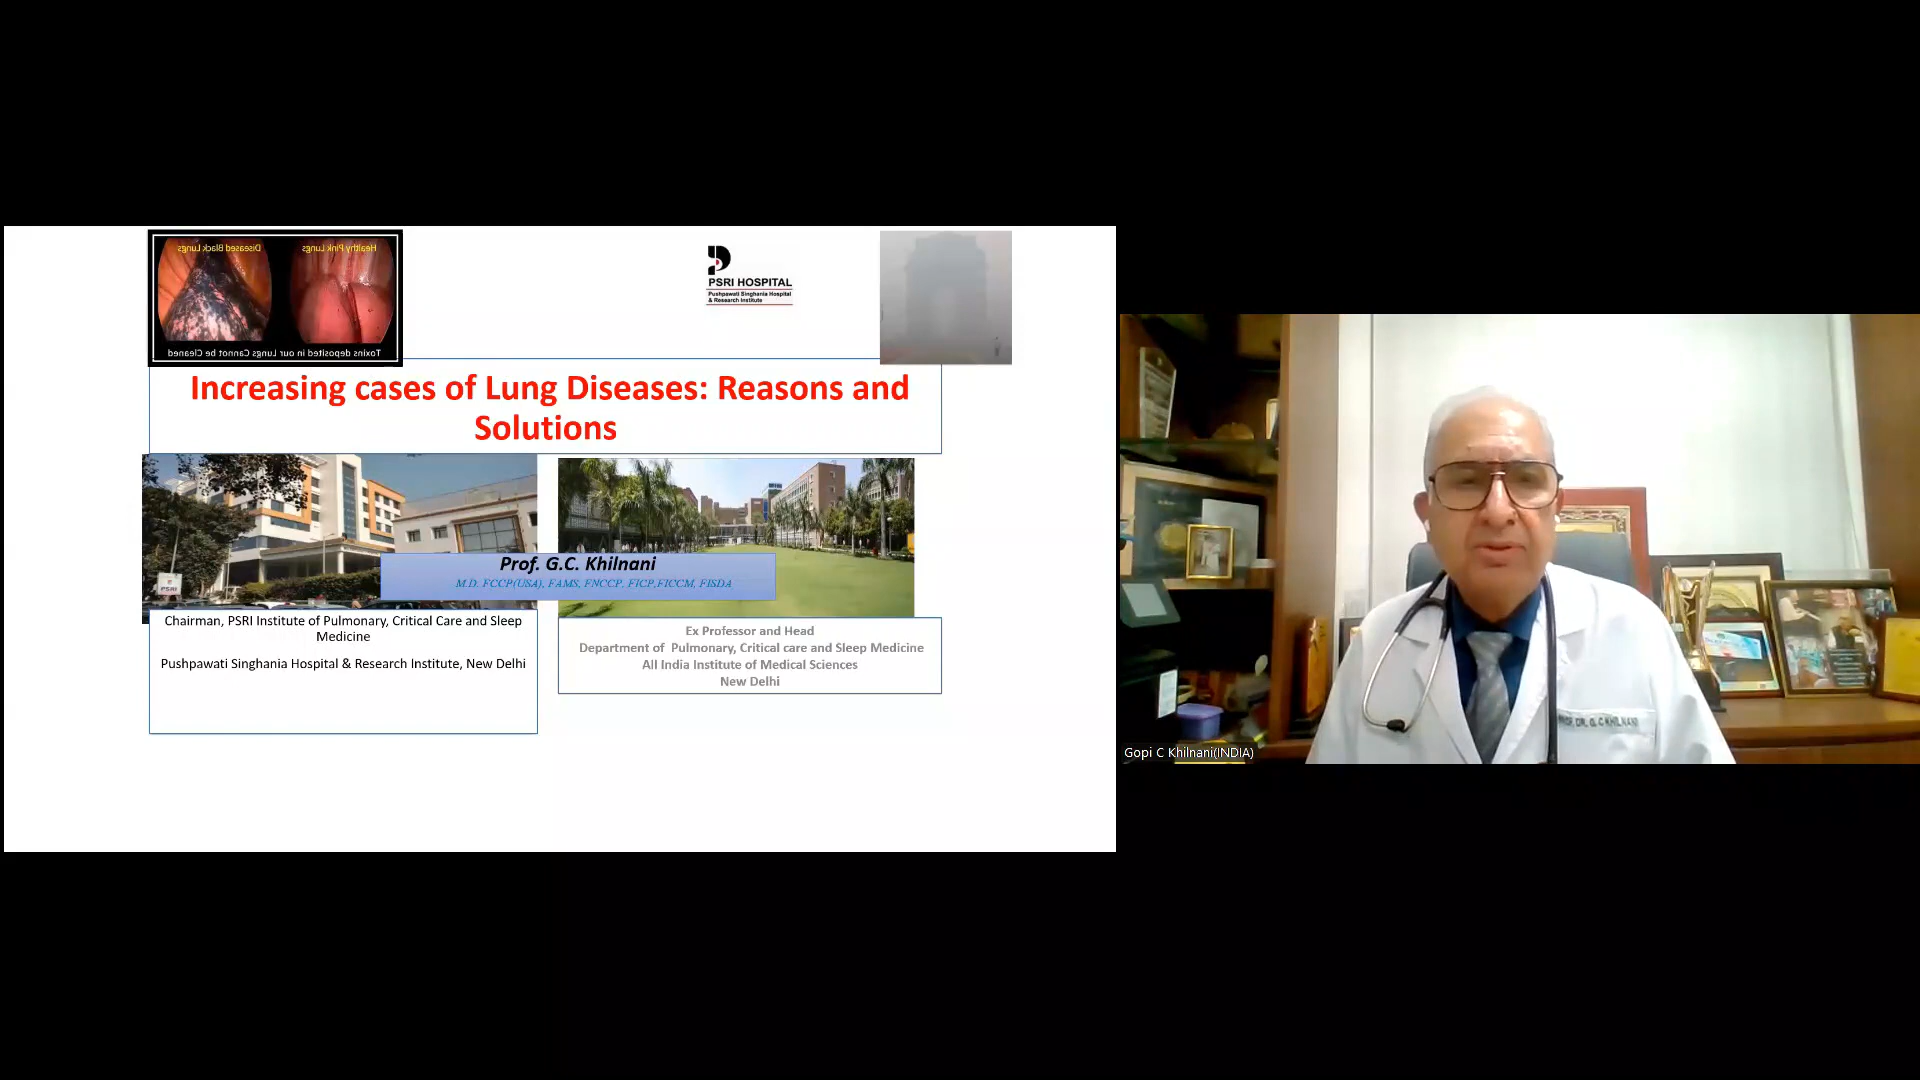 Diseased Black Lungs
Healthy Pink Lungs
Toxins deposited in our Lungs Cannot be Cleaned
PSRI HOSPITAL
Pushpawati Singhania Hospital
& Research Institute
Increasing cases of Lung Diseases: Reasons and
Solutions
PSRI
Prof. G.C. Khilnani
M.D. FCCP(USA), FAMS, FNCCP, FICP,FICCM, FISDA
Chairman, PSRI Institute of Pulmonary, Critical Care and Sleep
Medicine
Pushpawati Singhania Hospital & Research Institute, New Delhi
Ex Professor and Head
Department of Pulmonary, Critical care and Sleep Medicine
All India Institute of Medical Sciences
New Delhi
PROF. DR. G. C KHILNANI
Gopi C Khilnani(INDIA)